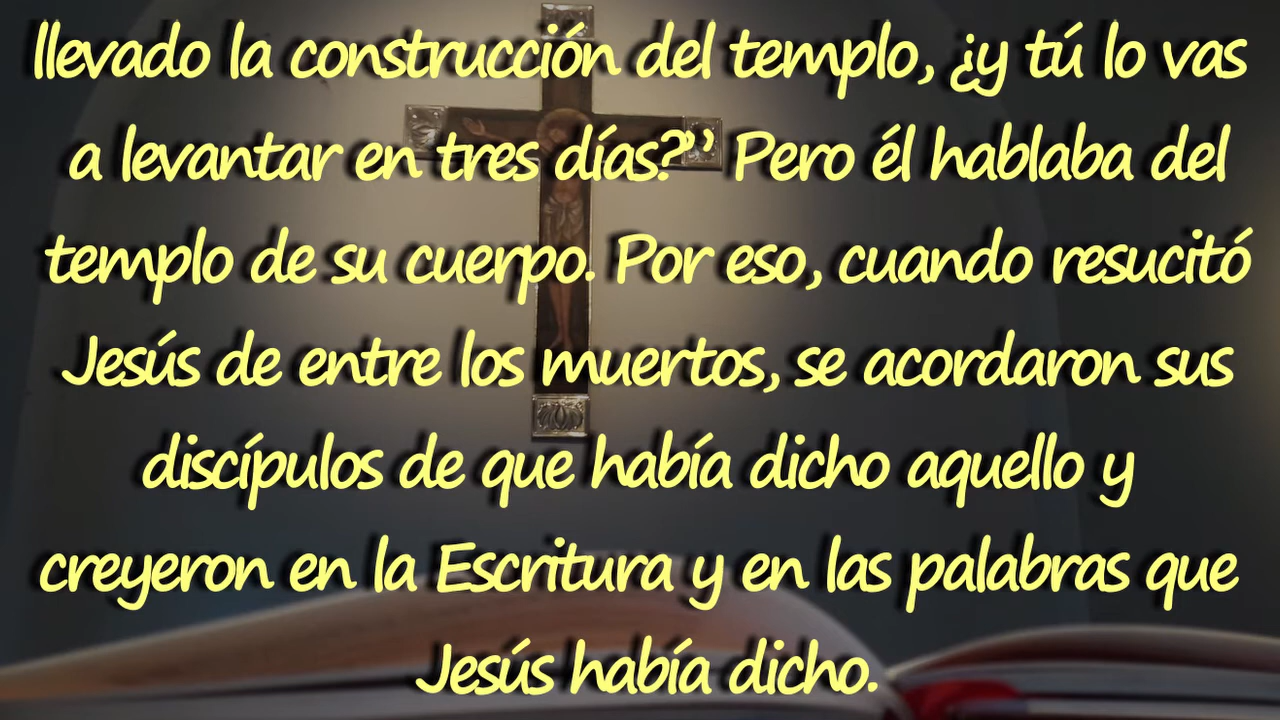 llevado la construcción del templo, ¿y tú lo vas
a levantar en tres días?” Pero él hablaba del
templo de su cuerpo. Por eso, cuando resucitó
Jesús de entre los muertos, se acordaron sus
discípulos de que había dicho aquello y
creyeron en la Escritura y en las palabras que
Jesús había dicho.